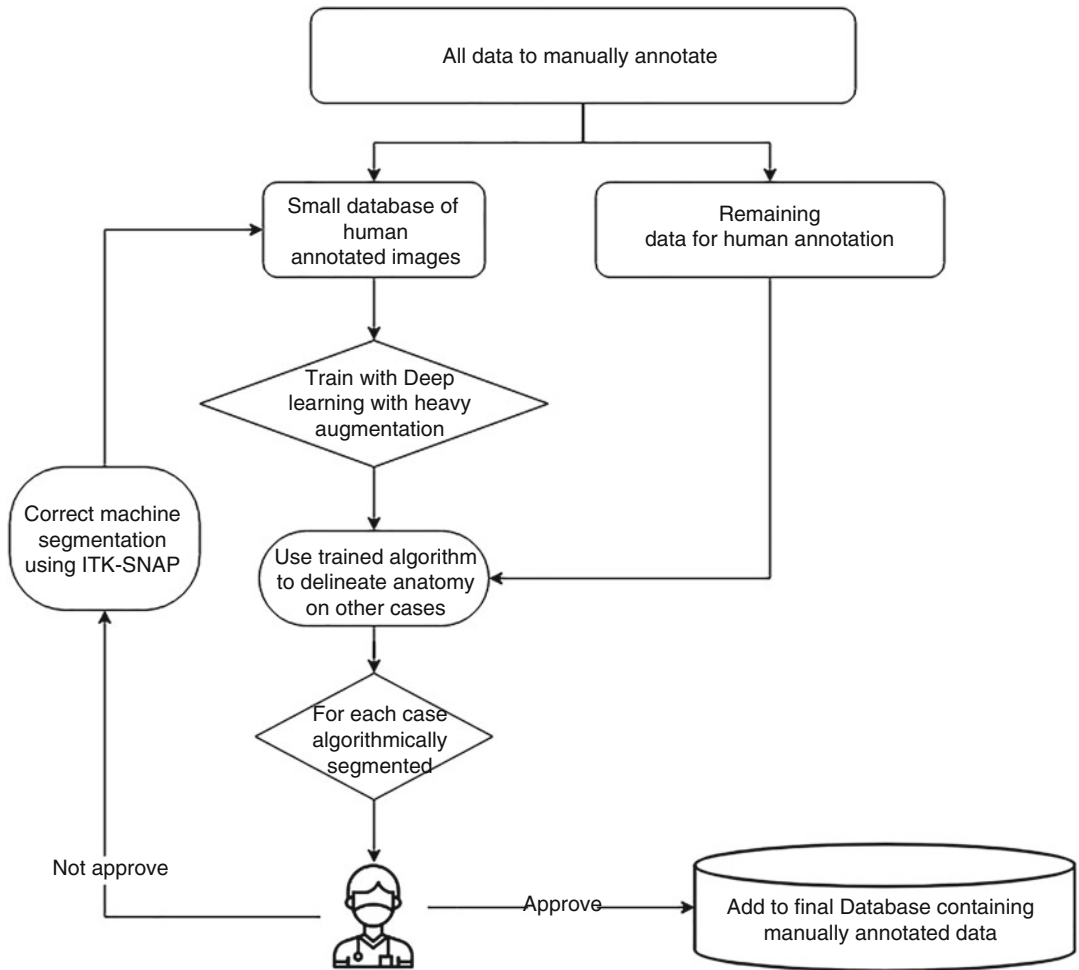 All data to manually annotate
Small database of
human
annotated images
Remaining
data for human annotation
Train with Deep
learning with heavy
augmentation
Correct machine
segmentation
using ITK-SNAP
Use trained algorithm
to delineate anatomy
on other cases
For each case
algorithmically
segmented
Not approve
Approve
Add to final Database containing
manually annotated data